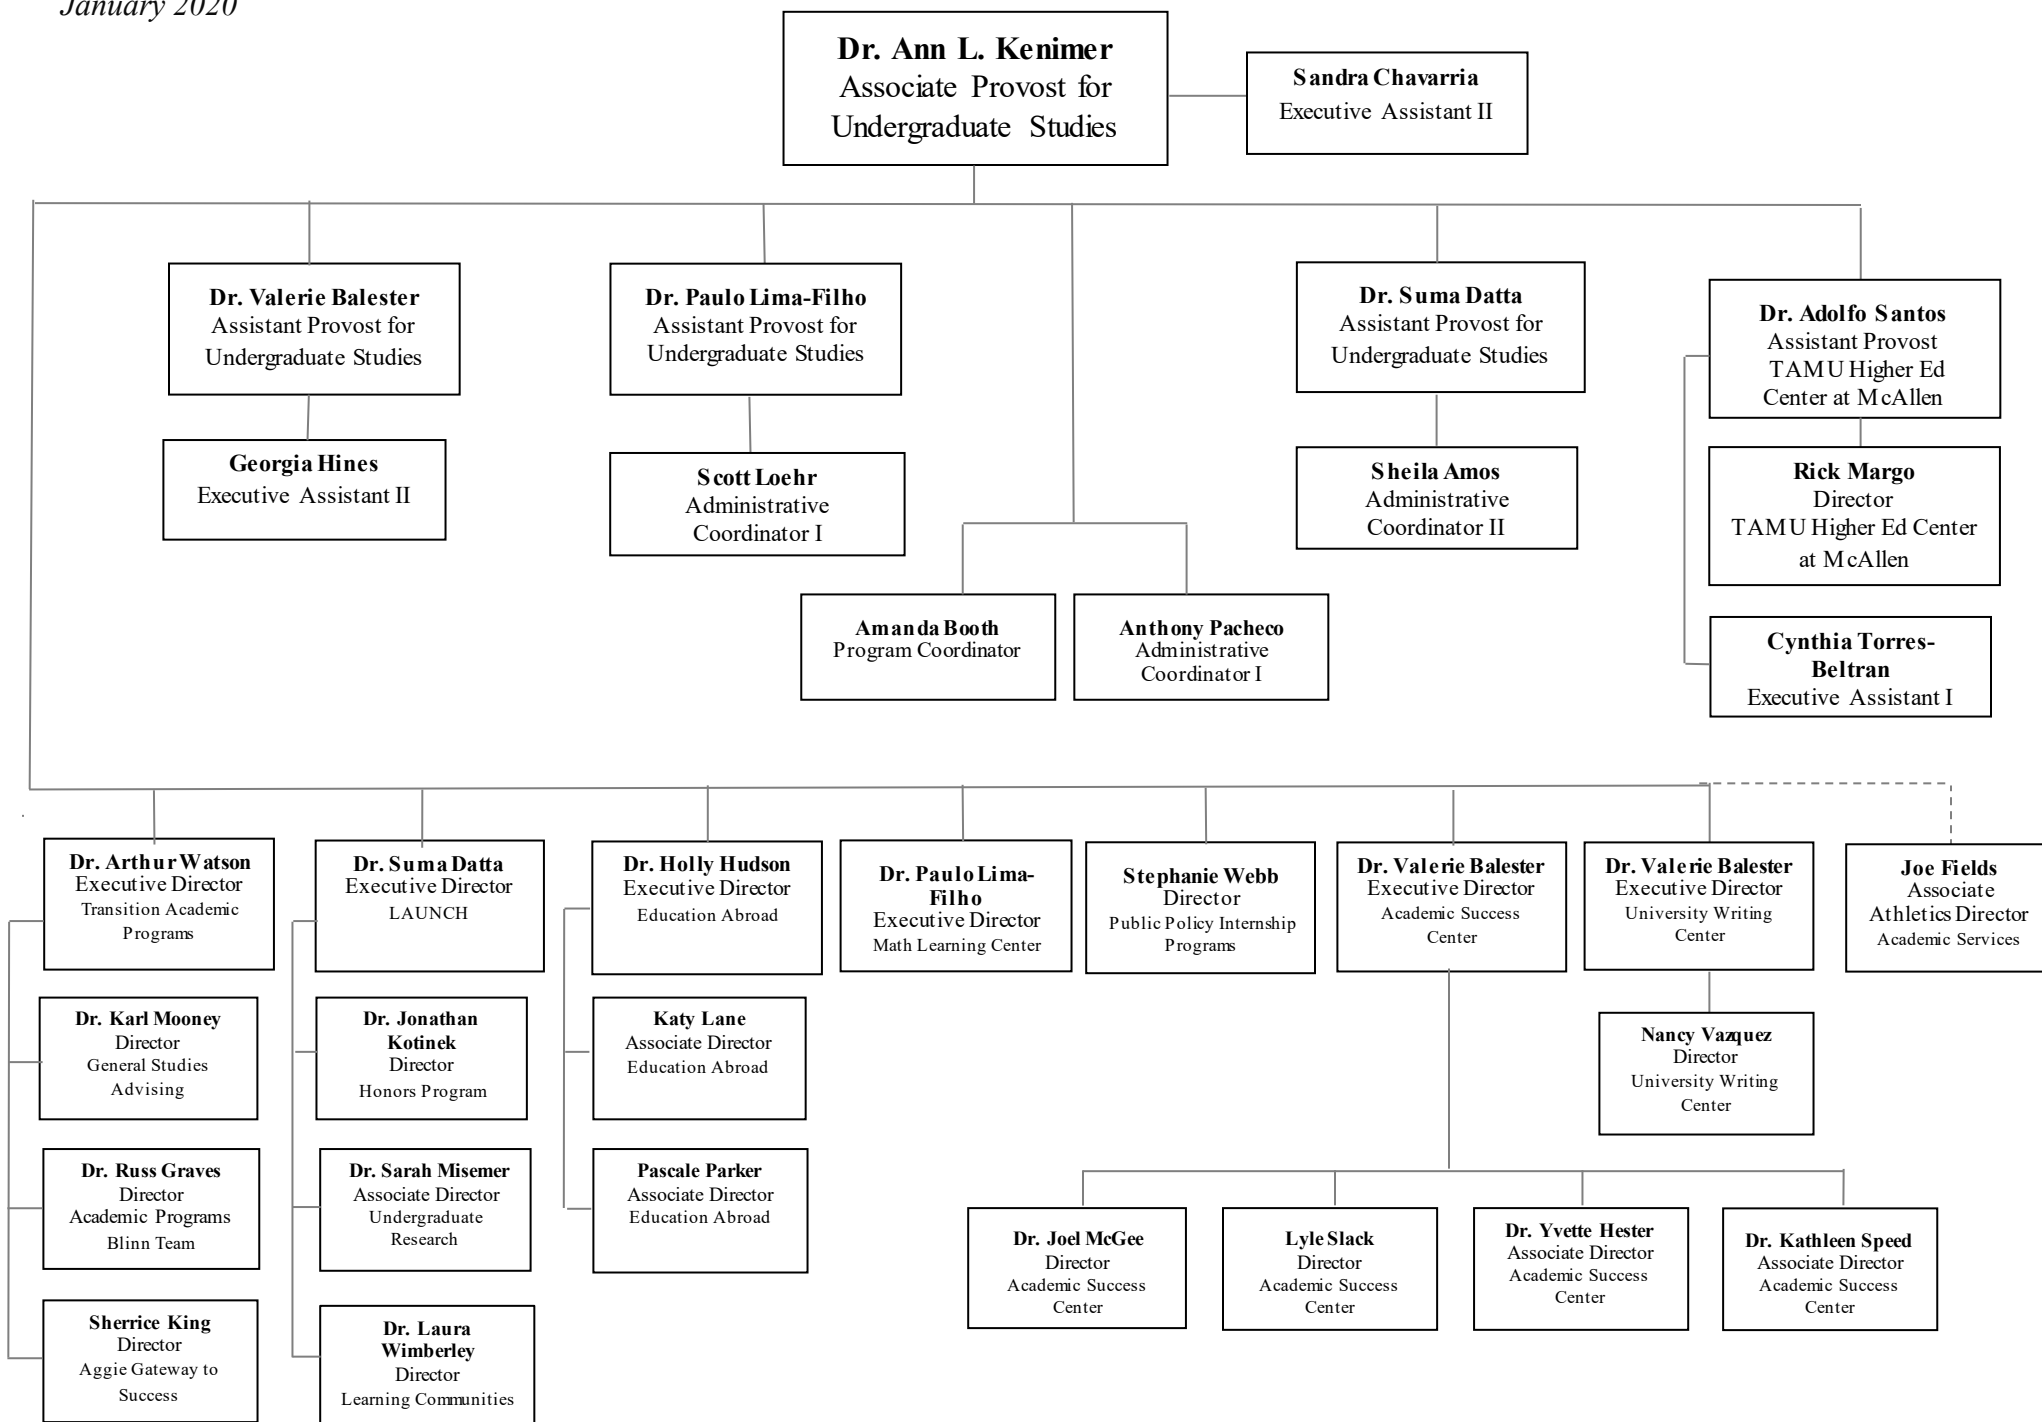 January 2020
Dr. Ann L. Kenimer
Associate Provost for
Undergraduate Studies
Sandra Chavarria
Executive Assistant II
Dr. Valerie Balester
Assistant Provost for
Undergraduate Studies
Dr. Paulo Lima-Filho
Assistant Provost for
Undergraduate Studies
Dr. Suma Datta
Assistant Provost for
Undergraduate Studies
Dr. Adolfo Santos
Assistant Provost
TAMU Higher Ed
Center at McAllen
Georgia Hines
Executive Assistant II
Scott Loehr
Administrative
Coordinator I
Sheila Amos
Administrative
Coordinator II
Rick Margo
Director
TAMU Higher Ed Center
at McAllen
Amanda Booth
Program Coordinator
Anthony Pacheco
Administrative
Coordinator I
Cynthia Torres-
Beltran
Executive Assistant I
Dr. Arthur Watson
Executive Director
Transition Academic
Programs
Dr. Suma Datta
Executive Director
LAUNCH
Dr. Holly Hudson
Executive Director
Education Abroad
Dr. Paulo Lima-
Filho
Executive Director
Math Learning Center
Stephanie Webb
Director
Public Policy Internship
Programs
Dr. Valerie Balester
Executive Director
Academic Success
Center
Dr. Valerie Balester
Executive Director
University Writing
Center
Joe Fields
Associate
Athletics Director
Academic Services
Dr. Karl Mooney
Director
General Studies
Advising
Dr. Jonathan
Kotinek
Director
Honors Program
Katy Lane
Associate Director
Education Abroad
Nancy Vazquez
Director
University Writing
Center
Dr. Russ Graves
Director
Academic Programs
Blinn Team
Dr. Sarah Misemer
Associate Director
Undergraduate
Research
Pascale Parker
Associate Director
Education Abroad
Dr. Joel McGee
Director
Academic Success
Center
Lyle Slack
Director
Academic Success
Center
Dr. Yvette Hester
Associate Director
Academic Success
Center
Dr. Kathleen Speed
Associate Director
Academic Success
Center
Sherrice King
Director
Aggie Gateway to
Success
Dr. Laura
Wimberley
Director
Learning Communities